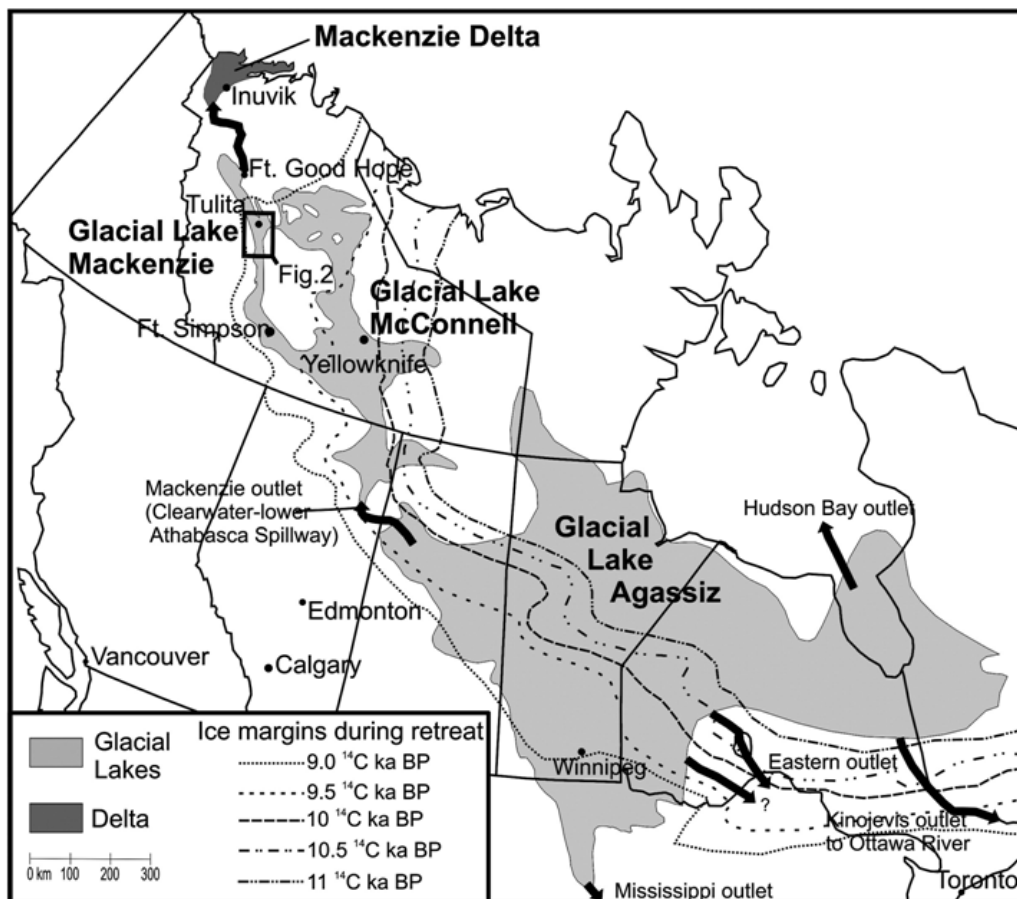 Mackenzie Delta
Inuvik
Ft. Good Hope
Tulita
Glacial Lake
Mackenzie
Fig.2
Glacial Lake
McConnell
Ft. Simpson
Yellowknife
Mackenzie outlet
(Clearwater-lower
Athabasca Spillway)
Hudson Bay outlet
Glacial
Lake
Agassiz
Edmonton
Vancouver
Calgary
Winnipeg
Eastern outlet
?
Kinojevis outlet
to Ottawa River
Toronto
Mississippi outlet
Glacial
Lakes
Delta
0 km 100 200 300
Ice margins during retreat
9.0 ¹⁴C ka BP
9.5 ¹⁴C ka BP
10 ¹⁴C ka BP
10.5 ¹⁴C ka BP
11 ¹⁴C ka BP